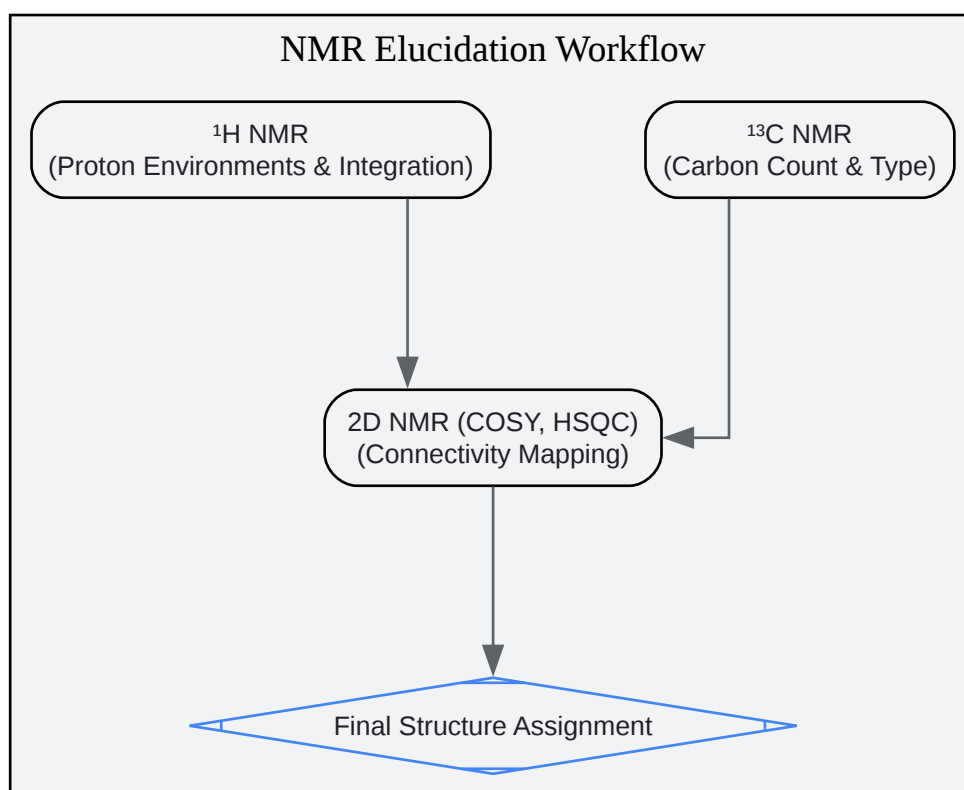 NMR Elucidation Workflow
¹H NMR
(Proton Environments & Integration)
¹³C NMR
(Carbon Count & Type)
2D NMR (COSY, HSQC)
(Connectivity Mapping)
Final Structure Assignment